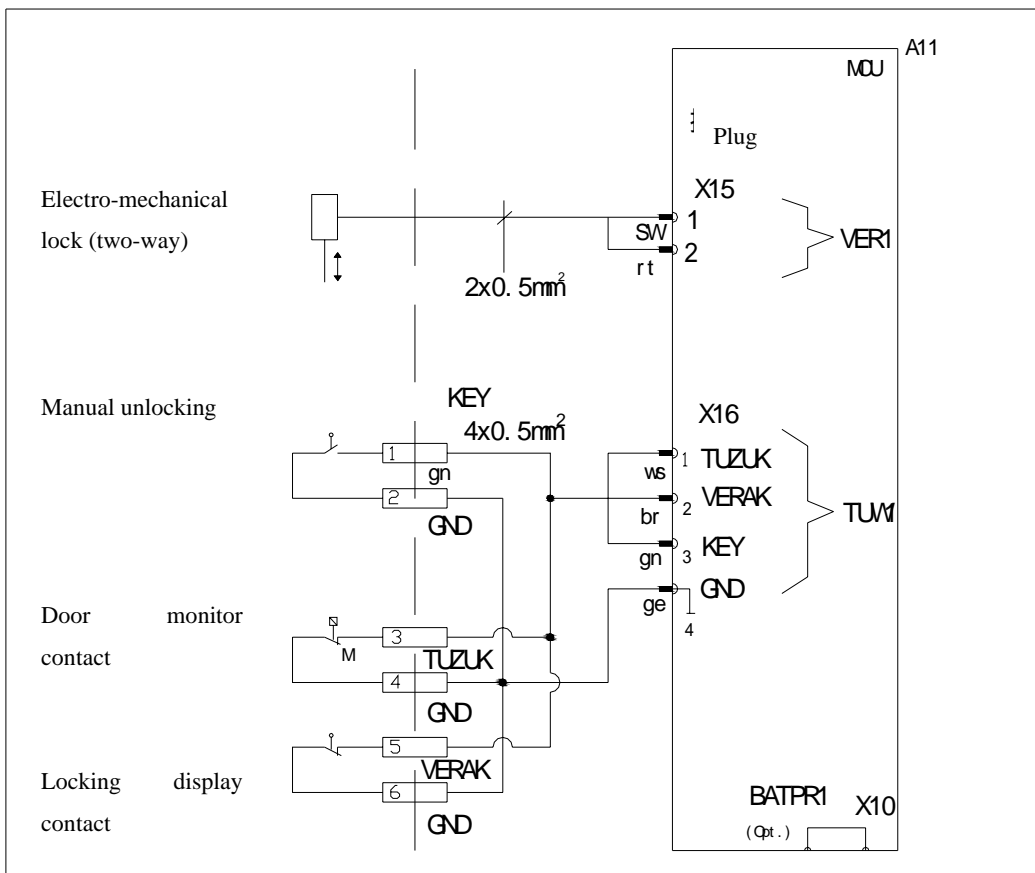 A11
MCU
Plug
Electro-mechanical
lock (two-way)
X15
1
SW
2
rt
VER1
2x0.5mm²
Manual unlocking
KEY
4x0.5mm²
X16
1
gn
2
GND
ws
1
TUZUK
br
2
VERAK
gn
3
KEY
ge
GND
4
TUW1
Door monitor
contact
3
M
TUZUK
4
GND
5
VERAK
Locking display
contact
6
GND
BATPR1
X10
(Opt.)